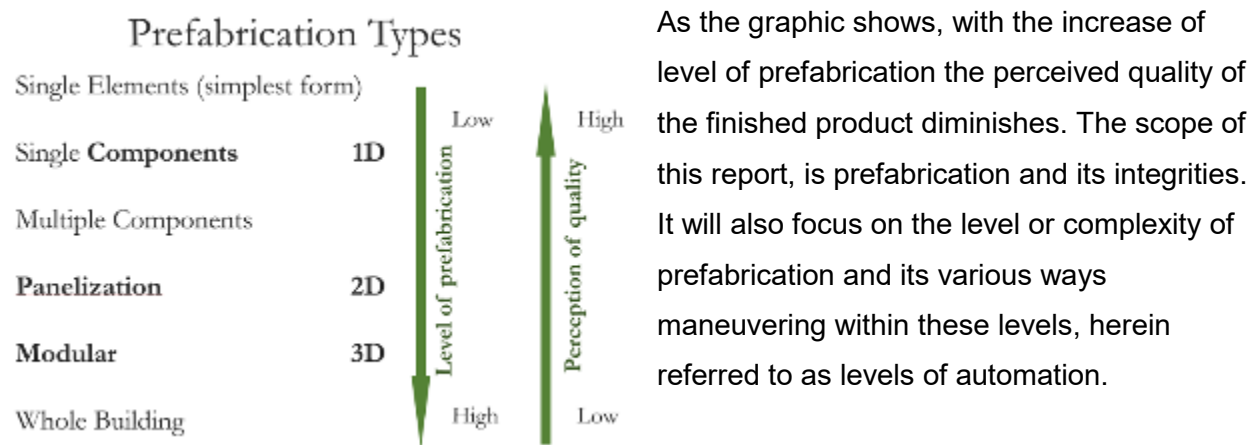 Prefabrication Types
Single Elements (simplest form)
Single Components 1D
Multiple Components
Panelization 2D
Modular 3D
Whole Building
Low
Level of prefabrication
High
High
Perception of quality
Low
As the graphic shows, with the increase of
level of prefabrication the perceived quality of
the finished product diminishes. The scope of
this report, is prefabrication and its integrities.
It will also focus on the level or complexity of
prefabrication and its various ways
maneuvering within these levels, herein
referred to as levels of automation.